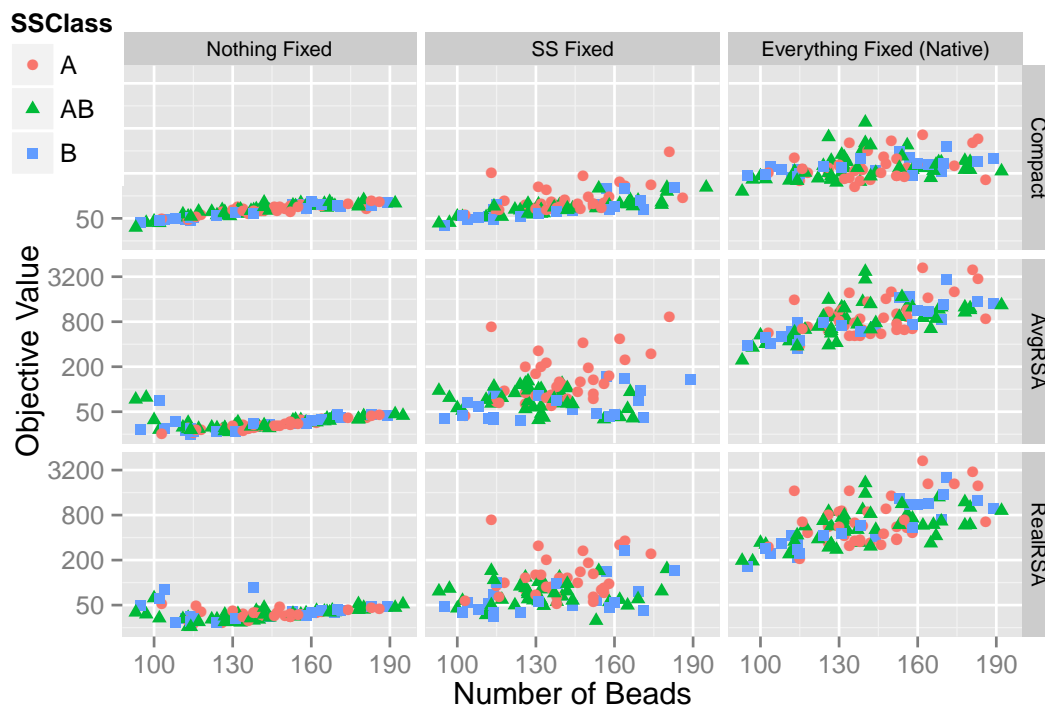 SSClass
A
AB
B
Nothing Fixed
SS Fixed
Everything Fixed (Native)
Compact
AvgRSA
RealRSA
Objective Value
50
3200
800
200
50
3200
800
200
50
100 130 160 190
100 130 160 190
100 130 160 190
Number of Beads